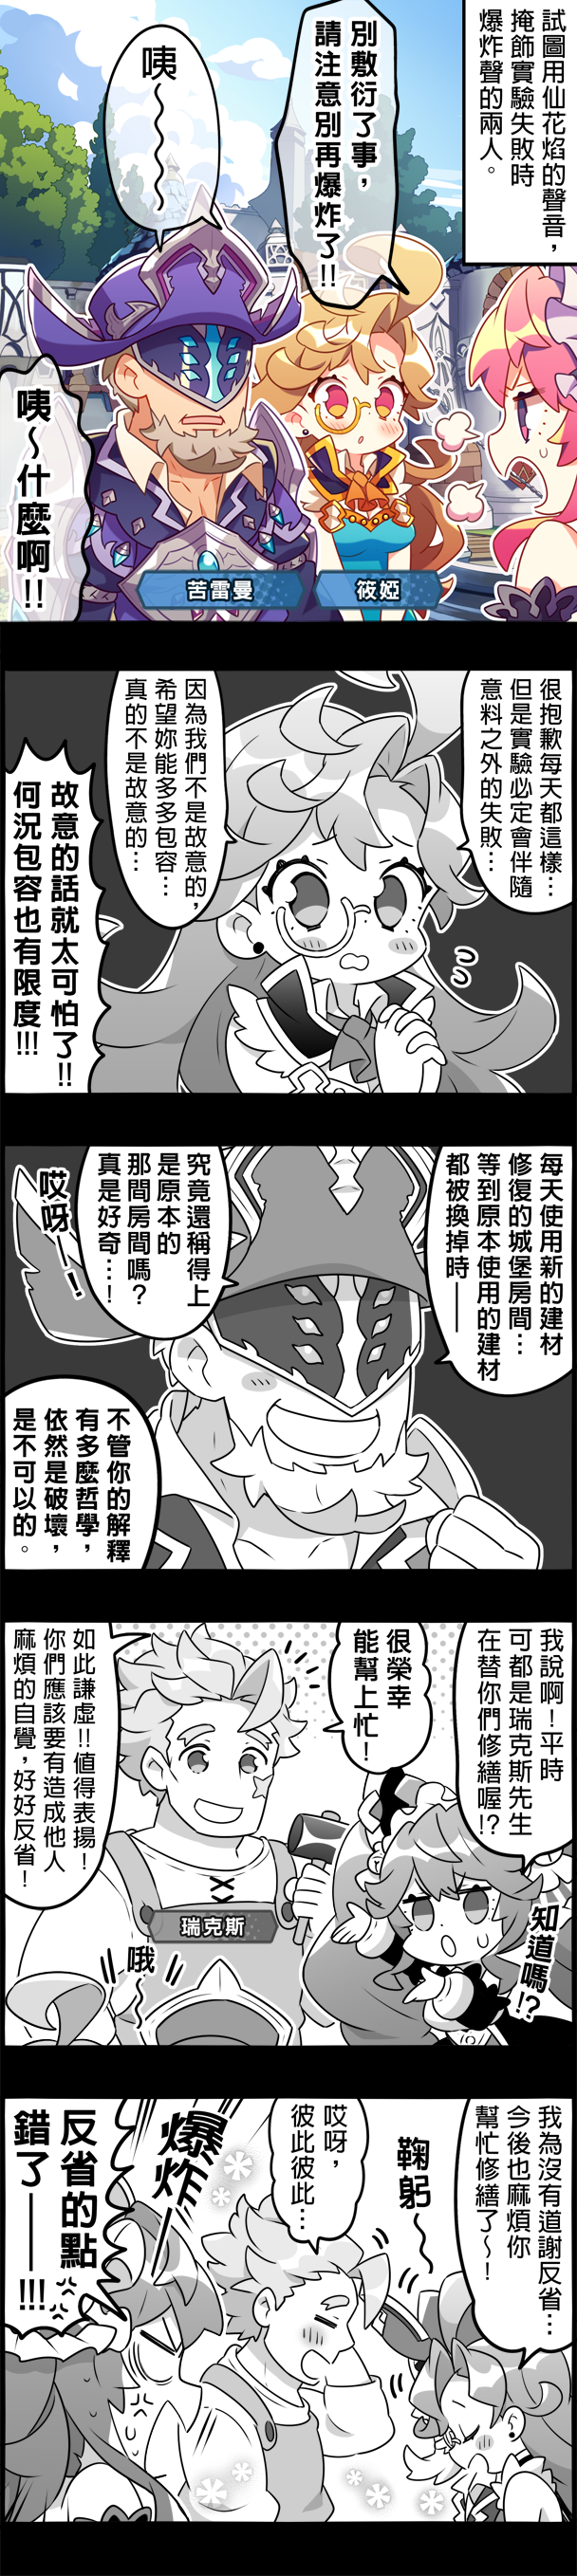 試圖用仙花焰的聲音，
掩飾實驗失敗時
爆炸聲的兩人。
別敷衍了事，
請注意別再爆炸了!!
咦～～～～
咦～什麼啊!!
苦雷曼
筱婭
很抱歉每天都這樣…
但是實驗必定會伴隨
意料之外的失敗…
因為我們不是故意的，
希望妳能多多包容…
真的不是故意的…
故意的話就太可怕了!!
何況包容也有限度!!!
每天使用新的建材
修復的城堡房間…
等到原本使用的建材
都被換掉時──
究竟還稱得上
是原本的
那間房間嗎？
真是好奇…！
哎呀──！
不管你的解釋
有多麼哲學，
依然是破壞，
是不可以的。
我說啊！平時
可都是瑞克斯先生
在替你們修繕喔!?
知道嗎!?
很榮幸
能幫上忙！
如此謙虛!!值得表揚！
你們應該要有造成他人
麻煩的自覺，好好反省！
瑞克斯
哦～
我為沒有道謝反省…
今後也麻煩你
幫忙修繕了～！
鞠躬～
哎呀，
彼此彼此…
爆炸
反省的點
錯了──!!!